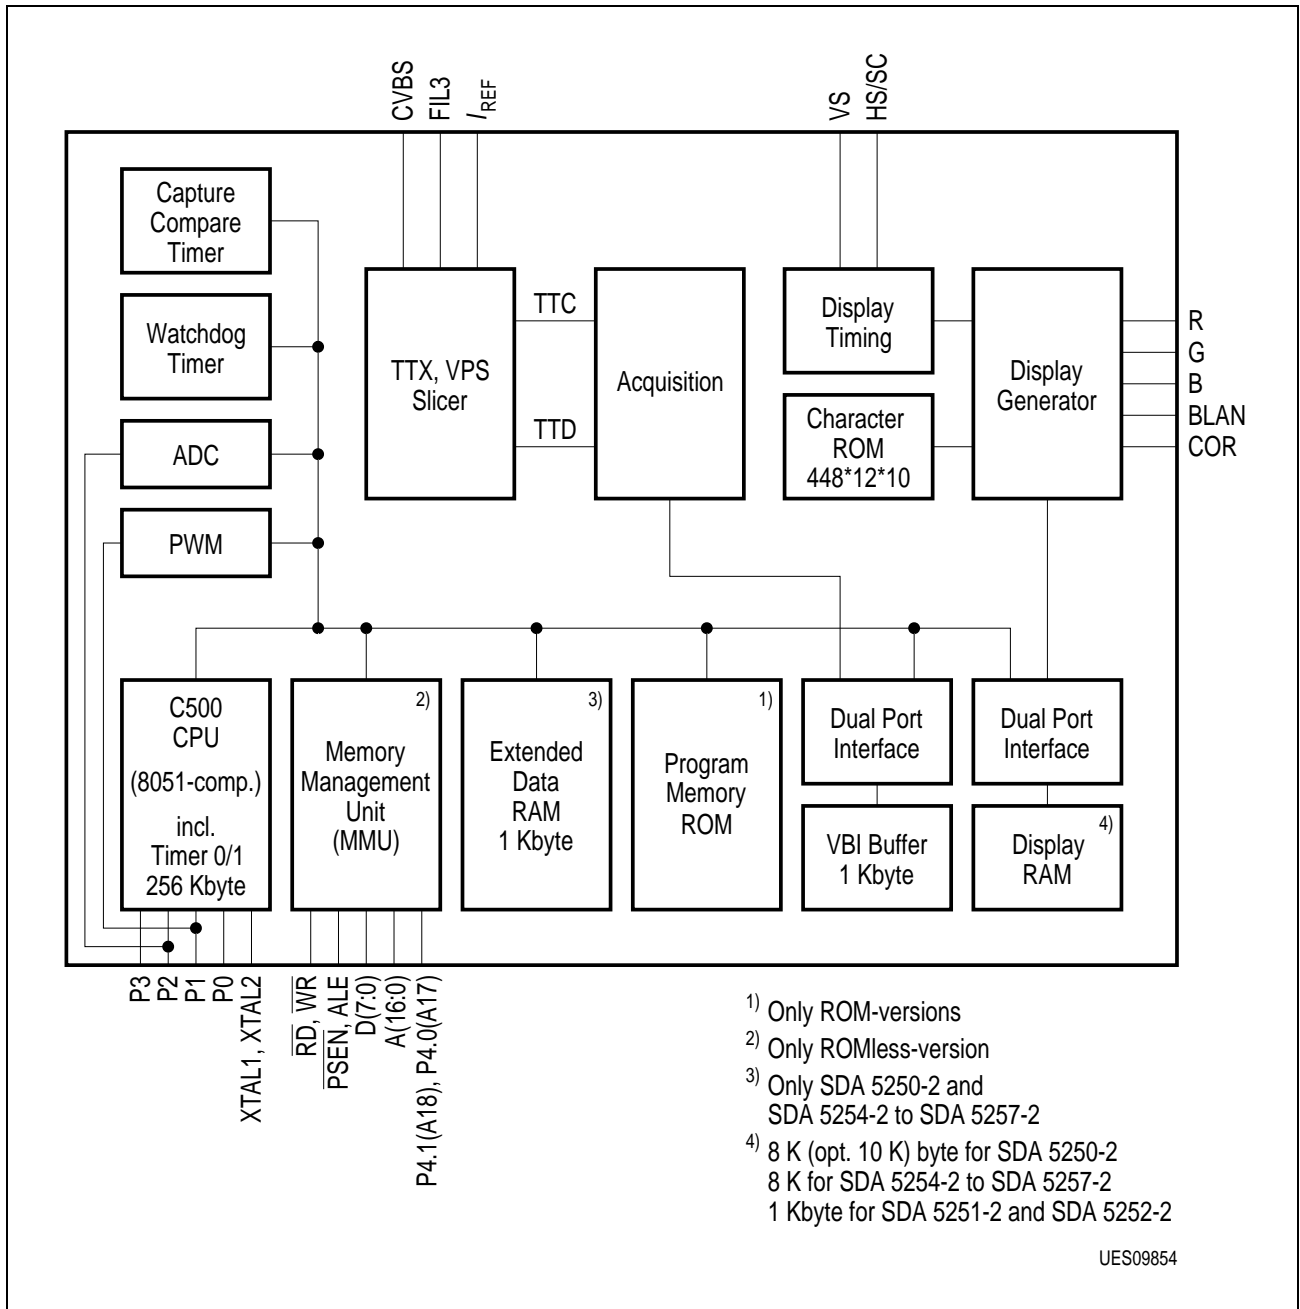 CVBS
FIL3
IREF
VS
HS/SC
Capture
Compare
Timer
Watchdog
Timer
ADC
PWM
TTX, VPS
Slicer
TTC
TTD
Acquisition
Display
Timing
Character
ROM
448*12*10
Display
Generator
R
G
B
BLAN
COR
C500
CPU
(8051-comp.)
incl.
Timer 0/1
256 Kbyte
2)
Memory
Management
Unit
(MMU)
3)
Extended
Data
RAM
1 Kbyte
1)
Program
Memory
ROM
Dual Port
Interface
VBI Buffer
1 Kbyte
Dual Port
Interface
4)
Display
RAM
P3
P2
P1
P0
XTAL1, XTAL2
RD, WR
PSEN, ALE
D(7:0)
A(16:0)
P4.1(A18), P4.0(A17)
1) Only ROM-versions
2) Only ROMless-version
3) Only SDA 5250-2 and
SDA 5254-2 to SDA 5257-2
4) 8 K (opt. 10 K) byte for SDA 5250-2
8 K for SDA 5254-2 to SDA 5257-2
1 Kbyte for SDA 5251-2 and SDA 5252-2
UES09854